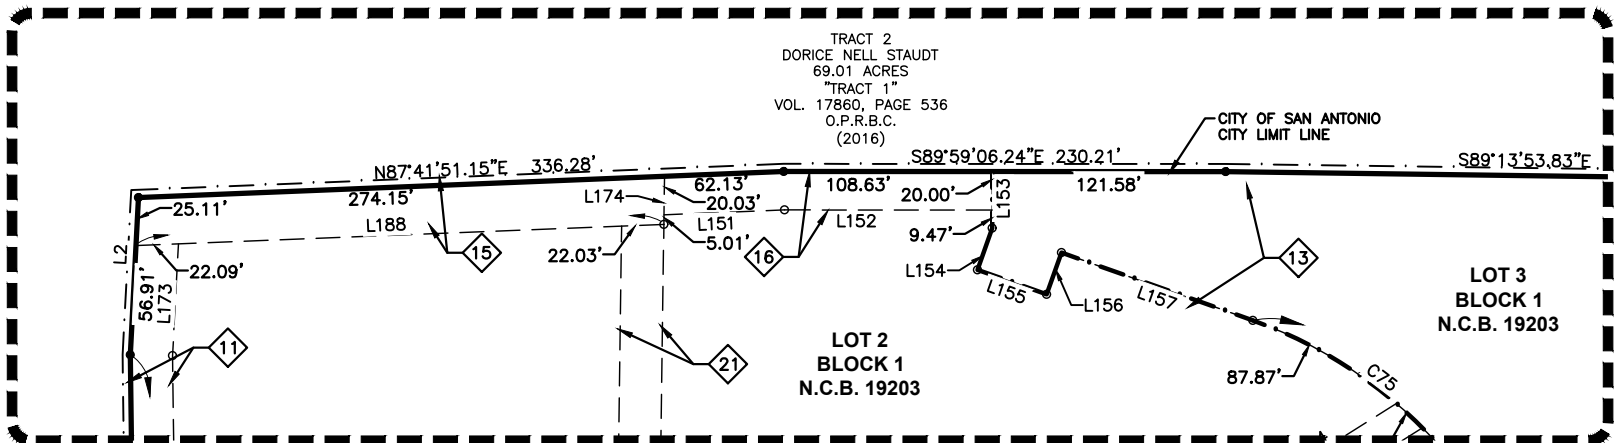 TRACT 2
DORICE NELL STAUDT
69.01 ACRES
"TRACT 1"
VOL. 17860, PAGE 536
O.P.R.B.C.
(2016)
CITY OF SAN ANTONIO
CITY LIMIT LINE
N87°41'51.15"E 336.28'
S89°59'06.24"E 230.21'
S89°13'53.83"E
25.11'
274.15'
L174
62.13'
20.03'
108.63'
20.00'
L153
121.58'
L188
L151
5.01'
L152
9.47'
L2
22.09'
15
22.03'
16
13
L154
L155
L156
L157
56.91'
L173
11
21
LOT 2
BLOCK 1
N.C.B. 19203
LOT 3
BLOCK 1
N.C.B. 19203
87.87'
C75